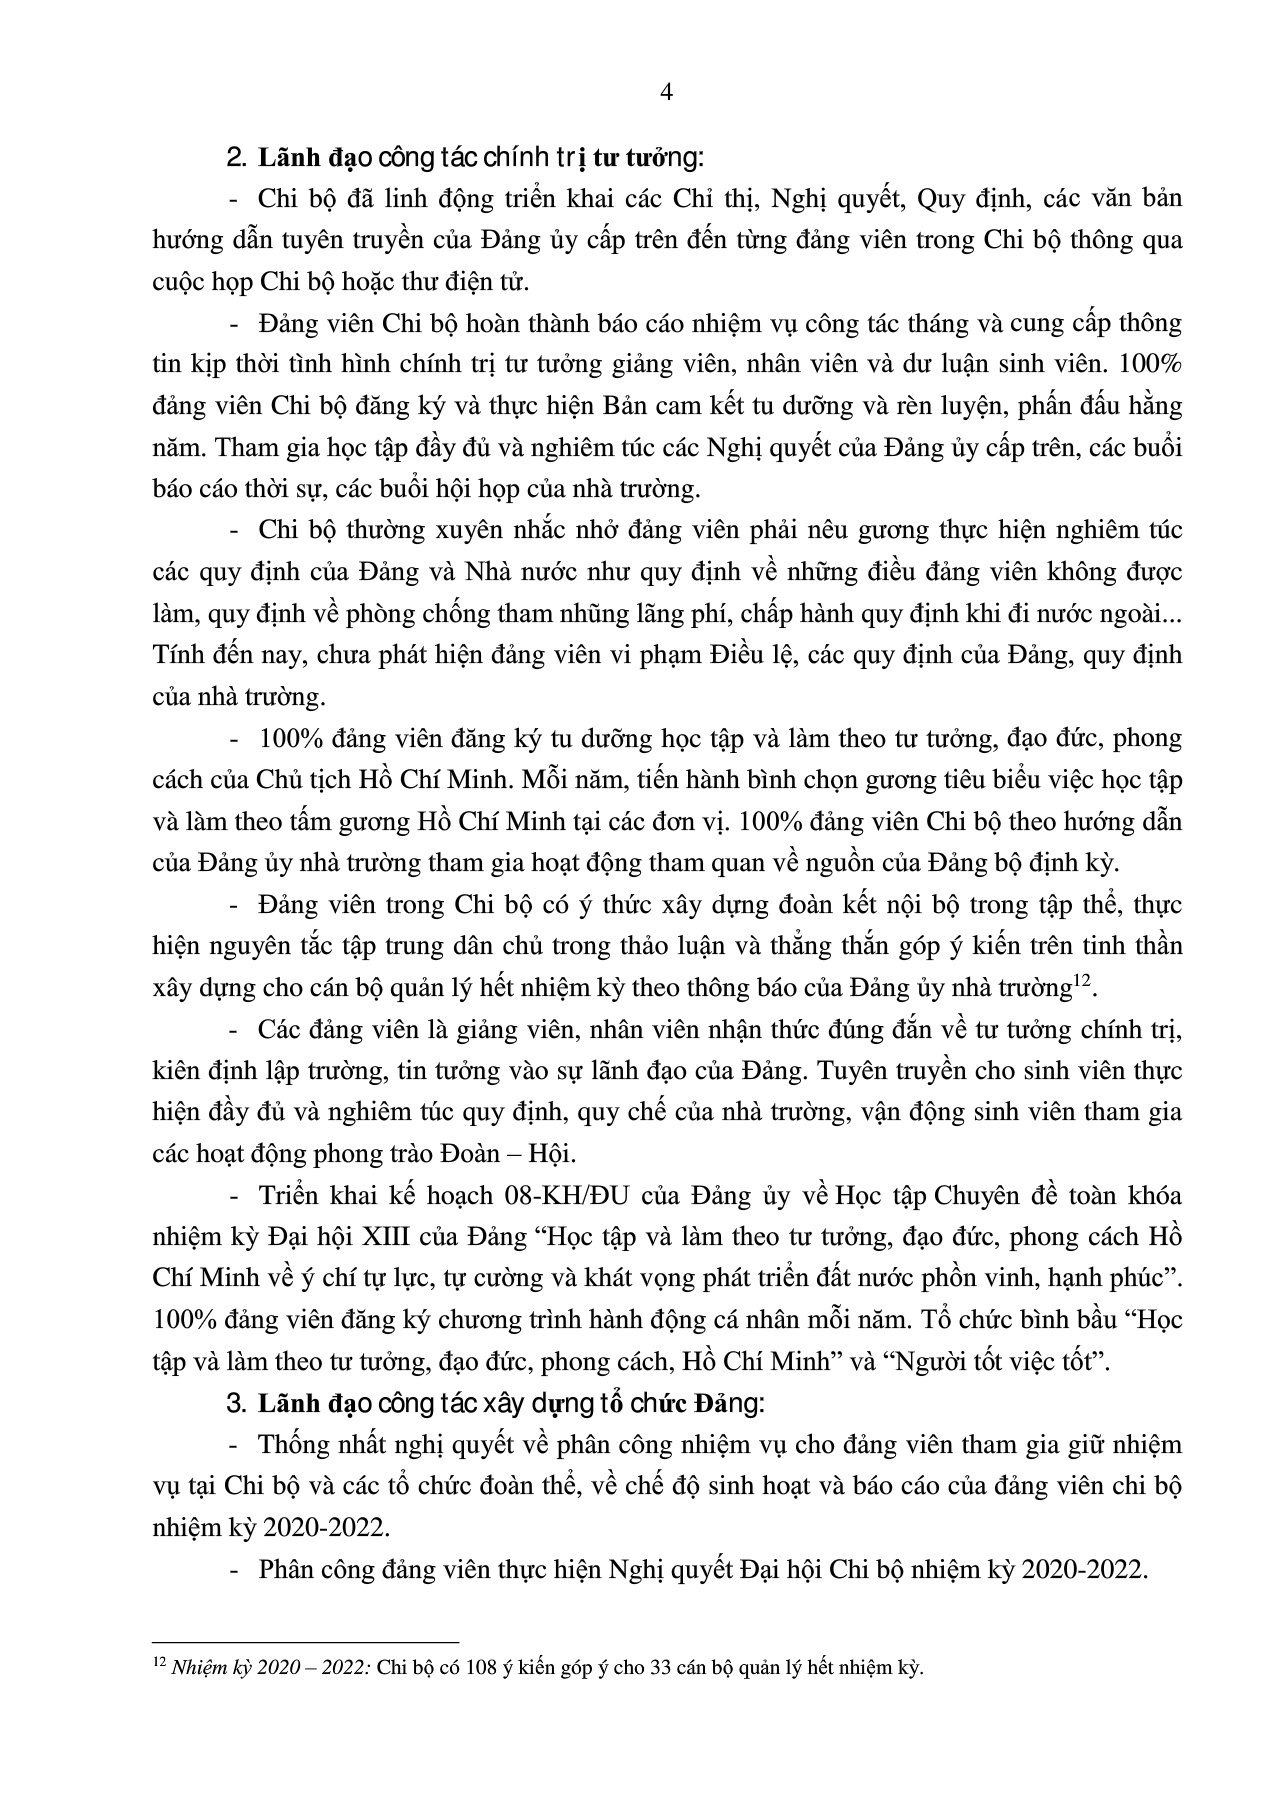 4
2. Lãnh đạo công tác chính trị tư tưởng:
- Chi bộ đã linh động triển khai các Chỉ thị, Nghị quyết, Quy định, các văn bản
hướng dẫn tuyên truyền của Đảng ủy cấp trên đến từng đảng viên trong Chi bộ thông qua
cuộc họp Chi bộ hoặc thư điện tử.
- Đảng viên Chi bộ hoàn thành báo cáo nhiệm vụ công tác tháng và cung cấp thông
tin kịp thời tình hình chính trị tư tưởng giảng viên, nhân viên và dư luận sinh viên. 100%
đảng viên Chi bộ đăng ký và thực hiện Bản cam kết tu dưỡng và rèn luyện, phấn đấu hằng
năm. Tham gia học tập đầy đủ và nghiêm túc các Nghị quyết của Đảng ủy cấp trên, các buổi
báo cáo thời sự, các buổi hội họp của nhà trường.
- Chi bộ thường xuyên nhắc nhở đảng viên phải nêu gương thực hiện nghiêm túc
các quy định của Đảng và Nhà nước như quy định về những điều đảng viên không được
làm, quy định về phòng chống tham nhũng lãng phí, chấp hành quy định khi đi nước ngoài...
Tính đến nay, chưa phát hiện đảng viên vi phạm Điều lệ, các quy định của Đảng, quy định
của nhà trường.
- 100% đảng viên đăng ký tu dưỡng học tập và làm theo tư tưởng, đạo đức, phong
cách của Chủ tịch Hồ Chí Minh. Mỗi năm, tiến hành bình chọn gương tiêu biểu việc học tập
và làm theo tấm gương Hồ Chí Minh tại các đơn vị. 100% đảng viên Chi bộ theo hướng dẫn
của Đảng ủy nhà trường tham gia hoạt động tham quan về nguồn của Đảng bộ định kỳ.
- Đảng viên trong Chi bộ có ý thức xây dựng đoàn kết nội bộ trong tập thể, thực
hiện nguyên tắc tập trung dân chủ trong thảo luận và thẳng thắn góp ý kiến trên tinh thần
xây dựng cho cán bộ quản lý hết nhiệm kỳ theo thông báo của Đảng ủy nhà trường12.
- Các đảng viên là giảng viên, nhân viên nhận thức đúng đắn về tư tưởng chính trị,
kiên định lập trường, tin tưởng vào sự lãnh đạo của Đảng. Tuyên truyền cho sinh viên thực
hiện đầy đủ và nghiêm túc quy định, quy chế của nhà trường, vận động sinh viên tham gia
các hoạt động phong trào Đoàn – Hội.
- Triển khai kế hoạch 08-KH/ĐU của Đảng ủy về Học tập Chuyên đề toàn khóa
nhiệm kỳ Đại hội XIII của Đảng “Học tập và làm theo tư tưởng, đạo đức, phong cách Hồ
Chí Minh về ý chí tự lực, tự cường và khát vọng phát triển đất nước phồn vinh, hạnh phúc”.
100% đảng viên đăng ký chương trình hành động cá nhân mỗi năm. Tổ chức bình bầu “Học
tập và làm theo tư tưởng, đạo đức, phong cách, Hồ Chí Minh” và “Người tốt việc tốt”.
3. Lãnh đạo công tác xây dựng tổ chức Đảng:
- Thống nhất nghị quyết về phân công nhiệm vụ cho đảng viên tham gia giữ nhiệm
vụ tại Chi bộ và các tổ chức đoàn thể, về chế độ sinh hoạt và báo cáo của đảng viên chi bộ
nhiệm kỳ 2020-2022.
- Phân công đảng viên thực hiện Nghị quyết Đại hội Chi bộ nhiệm kỳ 2020-2022.
12 Nhiệm kỳ 2020 – 2022: Chi bộ có 108 ý kiến góp ý cho 33 cán bộ quản lý hết nhiệm kỳ.